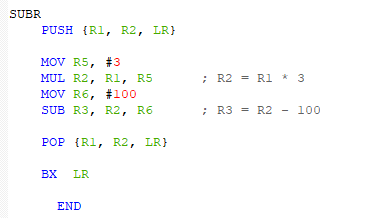 SUBR
PUSH {R1, R2, LR}
MOV R5, #3
MUL R2, R1, R5 ; R2 = R1 * 3
MOV R6, #100
SUB R3, R2, R6 ; R3 = R2 - 100
POP {R1, R2, LR}
BX LR
END